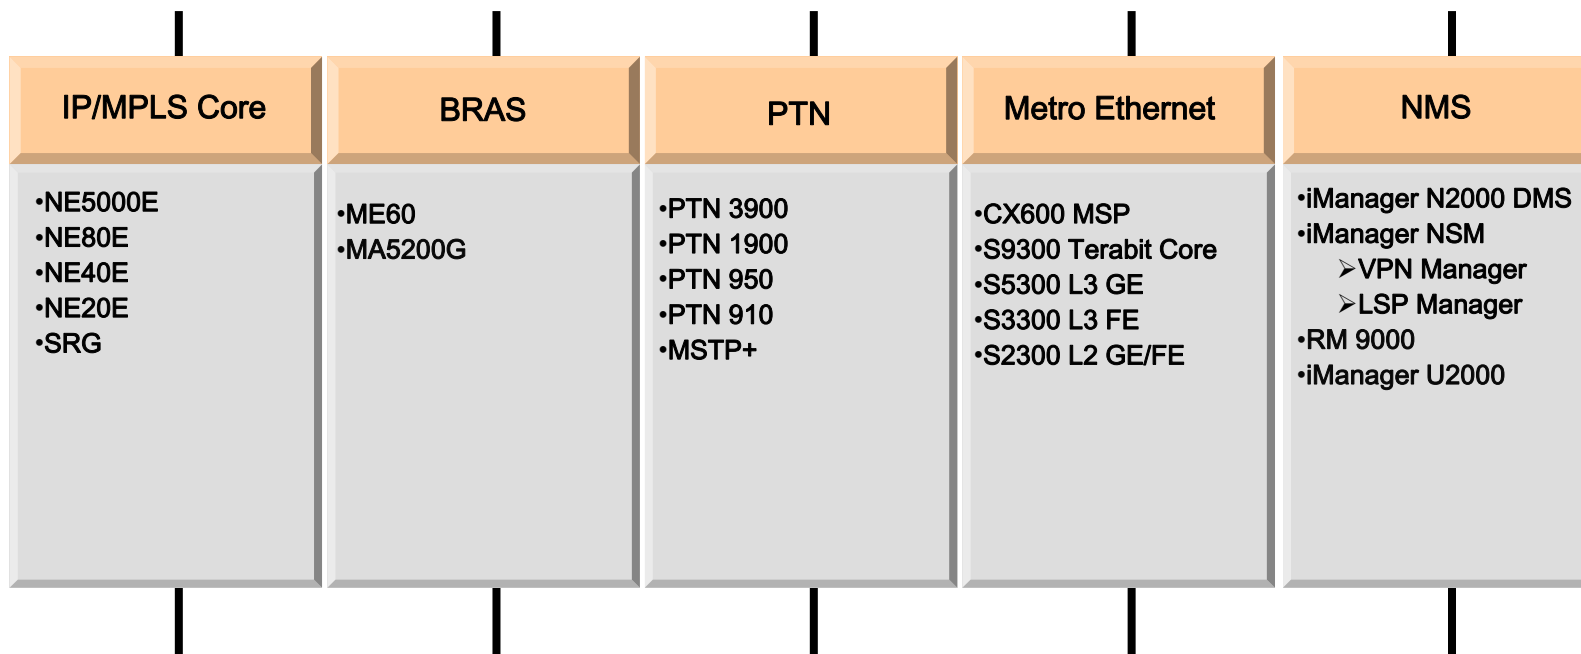 IP/MPLS Core
•NE5000E
•NE80E
•NE40E
•NE20E
•SRG
BRAS
•ME60
•MA5200G
PTN
•PTN 3900
•PTN 1900
•PTN 950
•PTN 910
•MSTP+
Metro Ethernet
•CX600 MSP
•S9300 Terabit Core
•S5300 L3 GE
•S3300 L3 FE
•S2300 L2 GE/FE
NMS
•iManager N2000 DMS
•iManager NSM
➢VPN Manager
➢LSP Manager
•RM 9000
•iManager U2000